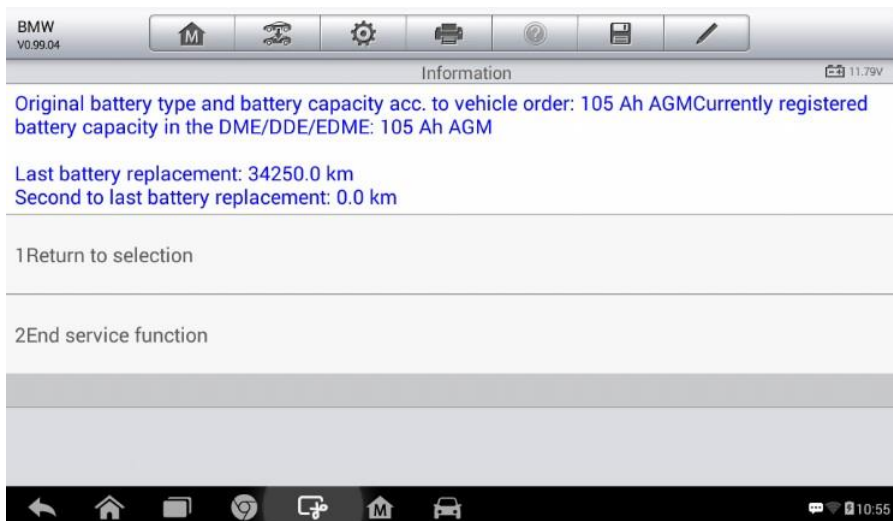 BMW
V0.99.04
M
Information
11.79V
Original battery type and battery capacity acc. to vehicle order: 105 Ah AGMCurrently registered
battery capacity in the DME/DDE/EDME: 105 Ah AGM
Last battery replacement: 34250.0 km
Second to last battery replacement: 0.0 km
1Return to selection
2End service function
M
10:55